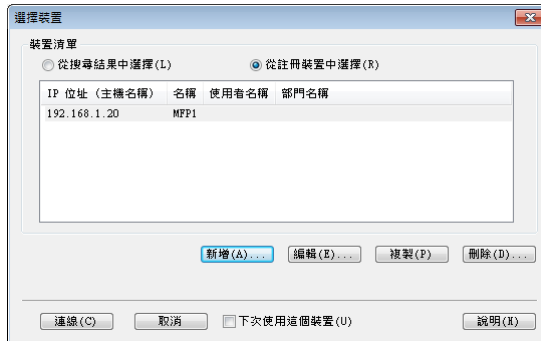 選擇裝置
裝置清單
從搜尋結果中選擇(L) 從註冊裝置中選擇(R)
IP 位址 (主機名稱) 名稱 使用者名稱 部門名稱
192.168.1.20 MFP1
新增(A)... 編輯(E)... 複製(P) 刪除(D)...
連線(C) 取消 下次使用這個裝置(U) 說明(H)